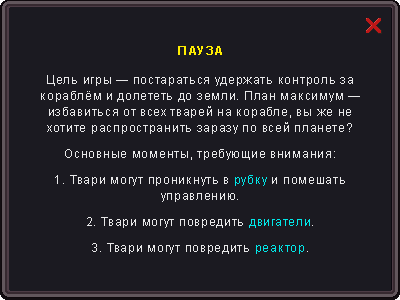 ПАУЗА
Цель игры — постараться удержать контроль за
кораблём и долететь до земли. План максимум —
избавиться от всех тварей на корабле, вы же не
хотите распространить заразу по всей планете?
Основные моменты, требующие внимания:
1. Твари могут проникнуть в рубку и помешать
управлению.
2. Твари могут повредить двигатели.
3. Твари могут повредить реактор.